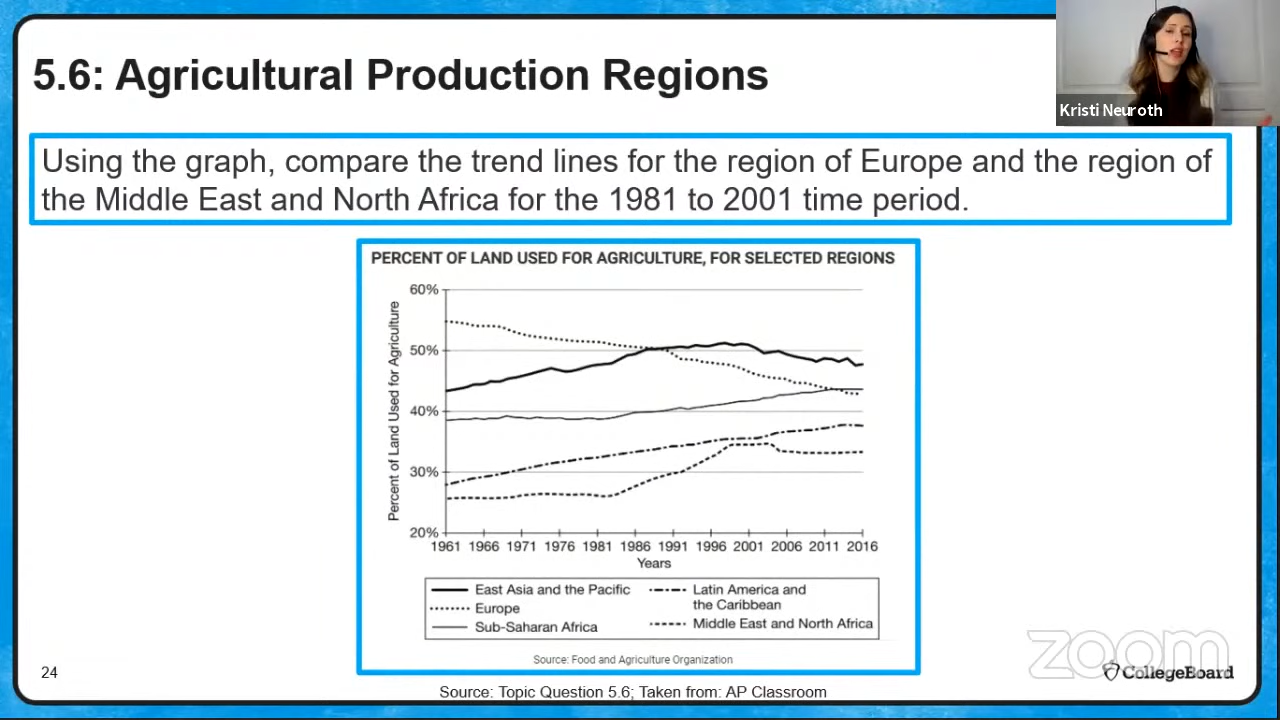 5.6: Agricultural Production Regions
Kristi Neuroth
Using the graph, compare the trend lines for the region of Europe and the region of
the Middle East and North Africa for the 1981 to 2001 time period.
PERCENT OF LAND USED FOR AGRICULTURE, FOR SELECTED REGIONS
Percent of Land Used for Agriculture
60%
50%
40%
30%
20%
1961 1966 1971 1976 1981 1986 1991 1996 2001 2006 2011 2016
Years
East Asia and the Pacific
Europe
Sub-Saharan Africa
Latin America and
the Caribbean
Middle East and North Africa
Source: Food and Agriculture Organization
24
Source: Topic Question 5.6; Taken from: AP Classroom
zoom
CollegeBoard